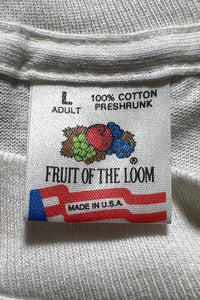 L
ADULT
100% COTTON
PRESHRUNK
®
FRUIT OF THE LOOM
MADE IN U.S.A.